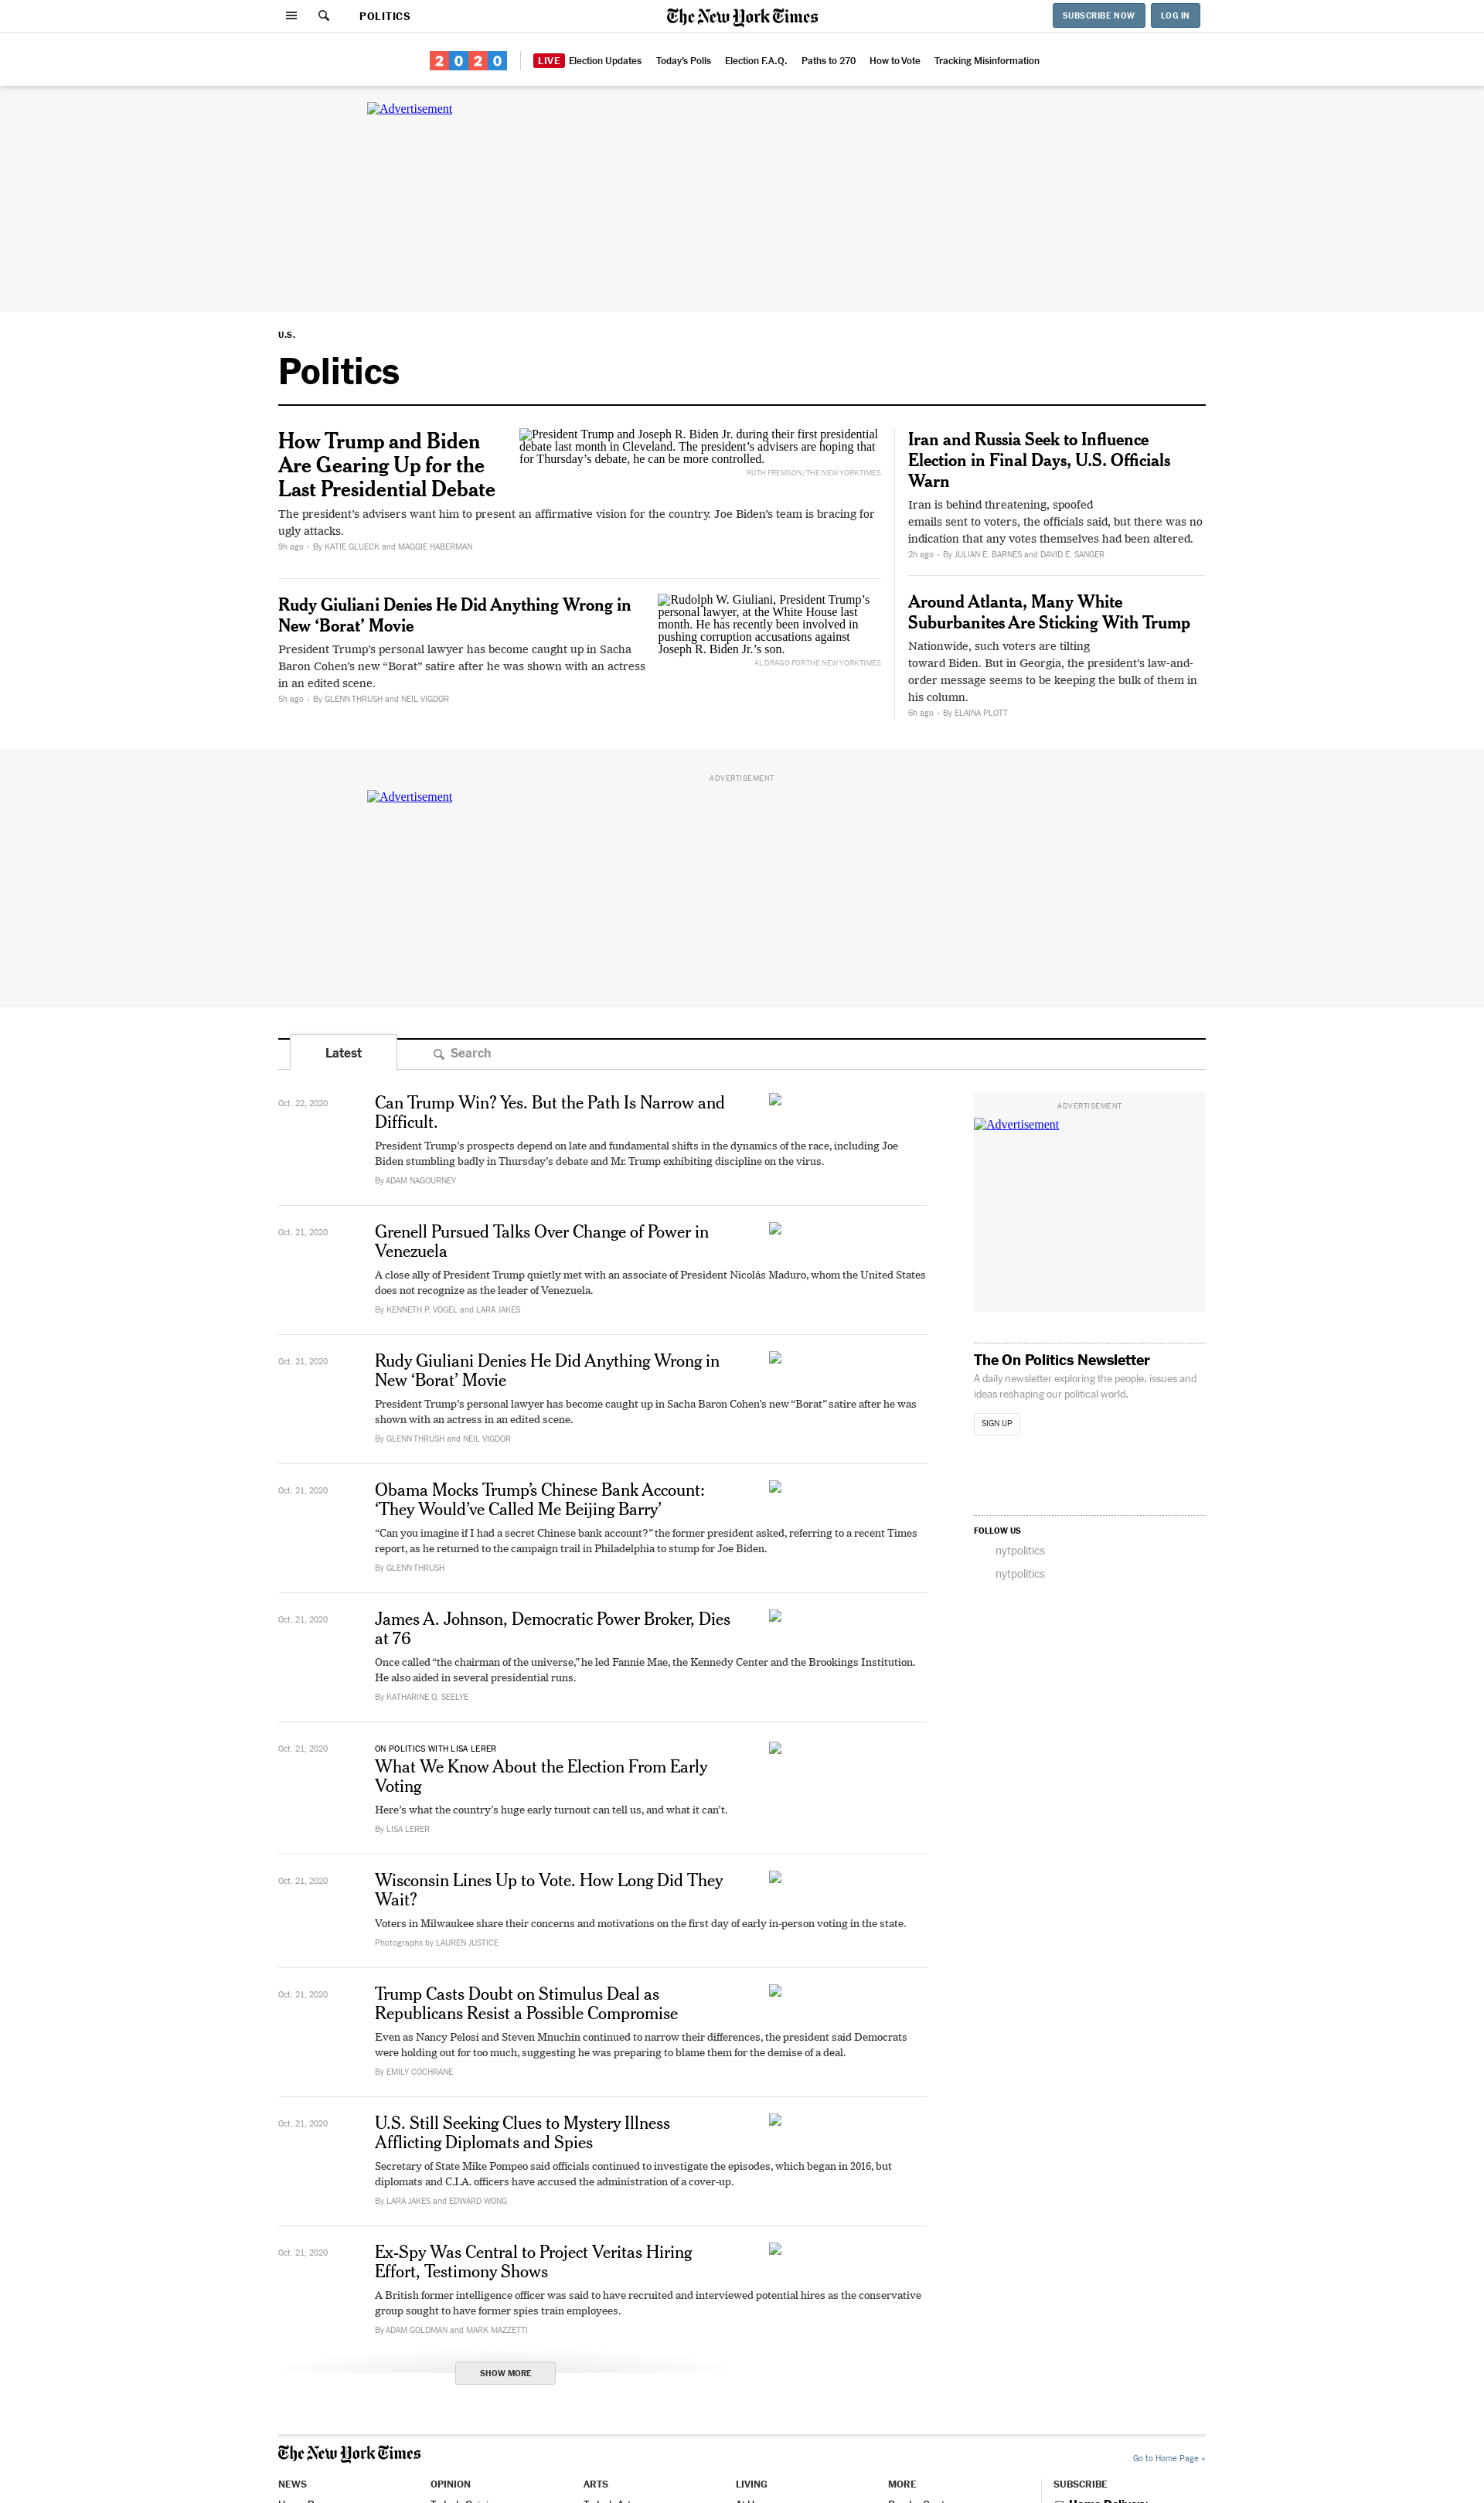 POLITICS
The New York Times
SUBSCRIBE NOW
LOG IN
2020
LIVE Election Updates
Today's Polls
Election F.A.Q.
Paths to 270
How to Vote
Tracking Misinformation
Advertisement
U.S.
Politics
How Trump and Biden
Are Gearing Up for the
Last Presidential Debate
President Trump and Joseph R. Biden Jr. during their first presidential
debate last month in Cleveland. The president's advisers are hoping that
for Thursday's debate, he can be more controlled.
RUTH FREMSON/THE NEW YORK TIMES
The president's advisers want him to present an affirmative vision for the country. Joe Biden's team is bracing for
ugly attacks.
9h ago • By KATIE GLUECK and MAGGIE HABERMAN
Rudy Giuliani Denies He Did Anything Wrong in
New ‘Borat’ Movie
President Trump’s personal lawyer has become caught up in Sacha
Baron Cohen’s new “Borat” satire after he was shown with an actress
in an edited scene.
5h ago • By GLENN THRUSH and NEIL VIGDOR
Rudolph W. Giuliani, President Trump’s
personal lawyer, at the White House last
month. He has recently been involved in
pushing corruption accusations against
Joseph R. Biden Jr.’s son.
AL DRAGO FOR THE NEW YORK TIMES
Iran and Russia Seek to Influence
Election in Final Days, U.S. Officials
Warn
Iran is behind threatening, spoofed
emails sent to voters, the officials said, but there was no
indication that any votes themselves had been altered.
2h ago • By JULIAN E. BARNES and DAVID E. SANGER
Around Atlanta, Many White
Suburbanites Are Sticking With Trump
Nationwide, such voters are tilting
toward Biden. But in Georgia, the president’s law-and-
order message seems to be keeping the bulk of them in
his column.
6h ago • By ELAINA PLOTT
ADVERTISEMENT
Advertisement
Latest
Search
Oct. 22, 2020
Can Trump Win? Yes. But the Path Is Narrow and
Difficult.
President Trump’s prospects depend on late and fundamental shifts in the dynamics of the race, including Joe
Biden stumbling badly in Thursday’s debate and Mr. Trump exhibiting discipline on the virus.
By ADAM NAGOURNEY
Oct. 21, 2020
Grenell Pursued Talks Over Change of Power in
Venezuela
A close ally of President Trump quietly met with an associate of President Nicolás Maduro, whom the United States
does not recognize as the leader of Venezuela.
By KENNETH P. VOGEL and LARA JAKES
Oct. 21, 2020
Rudy Giuliani Denies He Did Anything Wrong in
New ‘Borat’ Movie
President Trump’s personal lawyer has become caught up in Sacha Baron Cohen’s new “Borat” satire after he was
shown with an actress in an edited scene.
By GLENN THRUSH and NEIL VIGDOR
Oct. 21, 2020
Obama Mocks Trump’s Chinese Bank Account:
‘They Would’ve Called Me Beijing Barry’
“Can you imagine if I had a secret Chinese bank account?” the former president asked, referring to a recent Times
report, as he returned to the campaign trail in Philadelphia to stump for Joe Biden.
By GLENN THRUSH
Oct. 21, 2020
James A. Johnson, Democratic Power Broker, Dies
at 76
Once called “the chairman of the universe,” he led Fannie Mae, the Kennedy Center and the Brookings Institution.
He also aided in several presidential runs.
By KATHARINE Q. SEELYE
Oct. 21, 2020
ON POLITICS WITH LISA LERER
What We Know About the Election From Early
Voting
Here’s what the country’s huge early turnout can tell us, and what it can’t.
By LISA LERER
Oct. 21, 2020
Wisconsin Lines Up to Vote. How Long Did They
Wait?
Voters in Milwaukee share their concerns and motivations on the first day of early in-person voting in the state.
Photographs by LAUREN JUSTICE
Oct. 21, 2020
Trump Casts Doubt on Stimulus Deal as
Republicans Resist a Possible Compromise
Even as Nancy Pelosi and Steven Mnuchin continued to narrow their differences, the president said Democrats
were holding out for too much, suggesting he was preparing to blame them for the demise of a deal.
By EMILY COCHRANE
Oct. 21, 2020
U.S. Still Seeking Clues to Mystery Illness
Afflicting Diplomats and Spies
Secretary of State Mike Pompeo said officials continued to investigate the episodes, which began in 2016, but
diplomats and C.I.A. officers have accused the administration of a cover-up.
By LARA JAKES and EDWARD WONG
Oct. 21, 2020
Ex-Spy Was Central to Project Veritas Hiring
Effort, Testimony Shows
A British former intelligence officer was said to have recruited and interviewed potential hires as the conservative
group sought to have former spies train employees.
By ADAM GOLDMAN and MARK MAZZETTI
SHOW MORE
ADVERTISEMENT
Advertisement
The On Politics Newsletter
A daily newsletter exploring the people, issues and
ideas reshaping our political world.
SIGN UP
FOLLOW US
nytpolitics
nytpolitics
The New York Times
Go to Home Page »
NEWS
OPINION
ARTS
LIVING
MORE
SUBSCRIBE